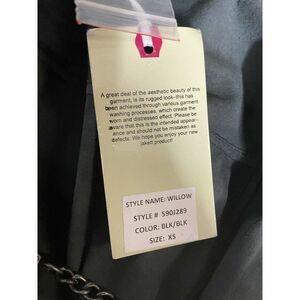 A great deal of the aesthetic beauty of this
garment, is its rugged look--this has
been achieved through various garment
washing processes. which create the
worn and distressed effect. Please be
aware that this is the intended appear-
ance and should not be mistaken as
defects. We hope you enjoy your new
jaket product!
STYLE NAME: WILLOW
STYLE # 590J289
COLOR: BLK/BLK
SIZE: XS